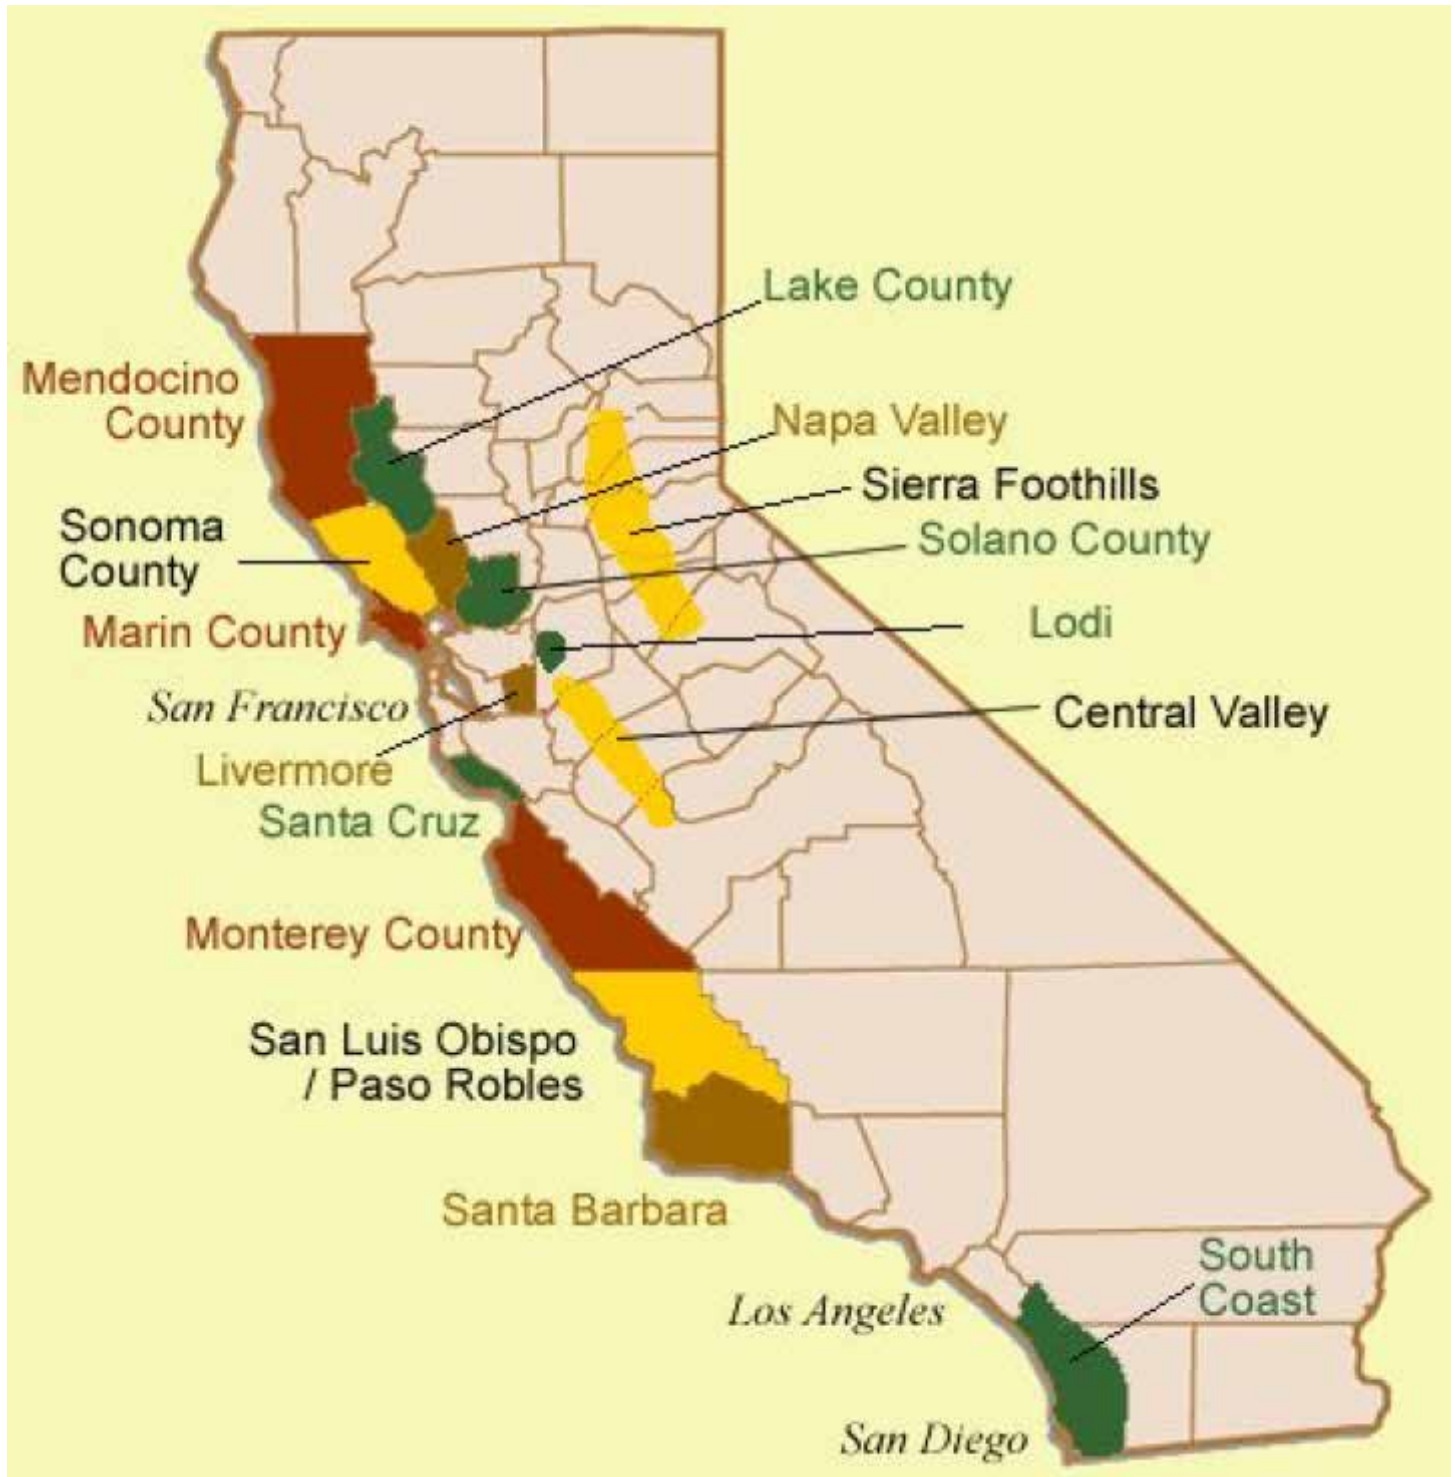 Lake County
Mendocino
County
Napa Valley
Sierra Foothills
Sonoma
County
Solano County
Marin County
Lodi
San Francisco
Central Valley
Livermore
Santa Cruz
Monterey County
San Luis Obispo
/ Paso Robles
Santa Barbara
South
Coast
Los Angeles
San Diego